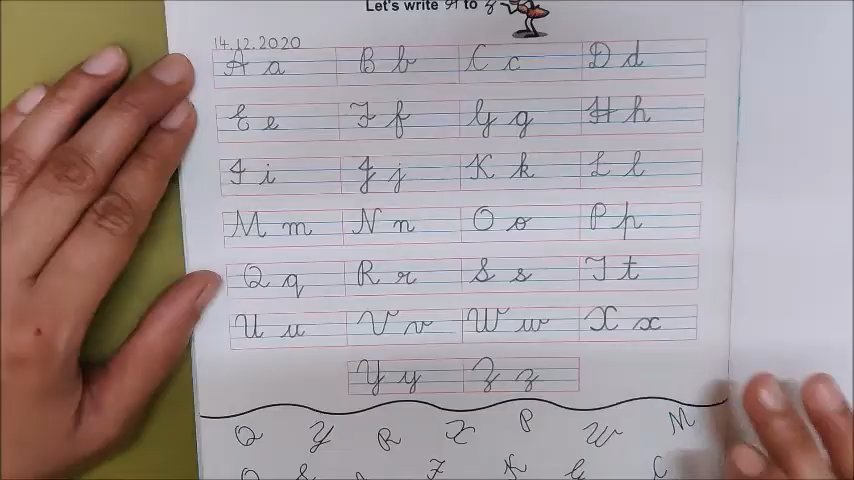 Let's write A to z
14.12.2020
A a B b C c D d
E e F f G g H h
I i J j K k L l
M m N n O o P p
Q q R r S s T t
U u V v W w X x
Y y Z z
Q Y R X P W M